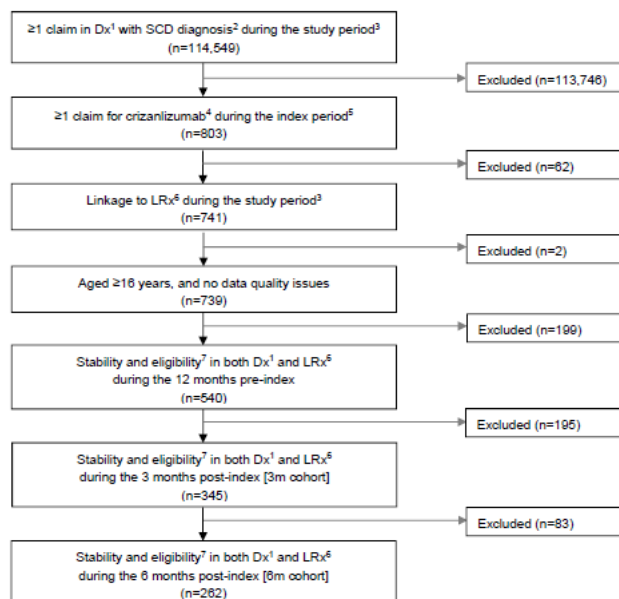 ≥1 claim in Dx¹ with SCD diagnosis² during the study period³
(n=114,549)
Excluded (n=113,746)
≥1 claim for crizanlizumab⁴ during the index period⁵
(n=803)
Excluded (n=62)
Linkage to LRx⁶ during the study period³
(n=741)
Excluded (n=2)
Aged ≥16 years, and no data quality issues
(n=739)
Excluded (n=199)
Stability and eligibility⁷ in both Dx¹ and LRx⁶
during the 12 months pre-index
(n=540)
Excluded (n=195)
Stability and eligibility⁷ in both Dx¹ and LRx⁶
during the 3 months post-index [3m cohort]
(n=345)
Excluded (n=83)
Stability and eligibility⁷ in both Dx¹ and LRx⁶
during the 6 months post-index [6m cohort]
(n=262)